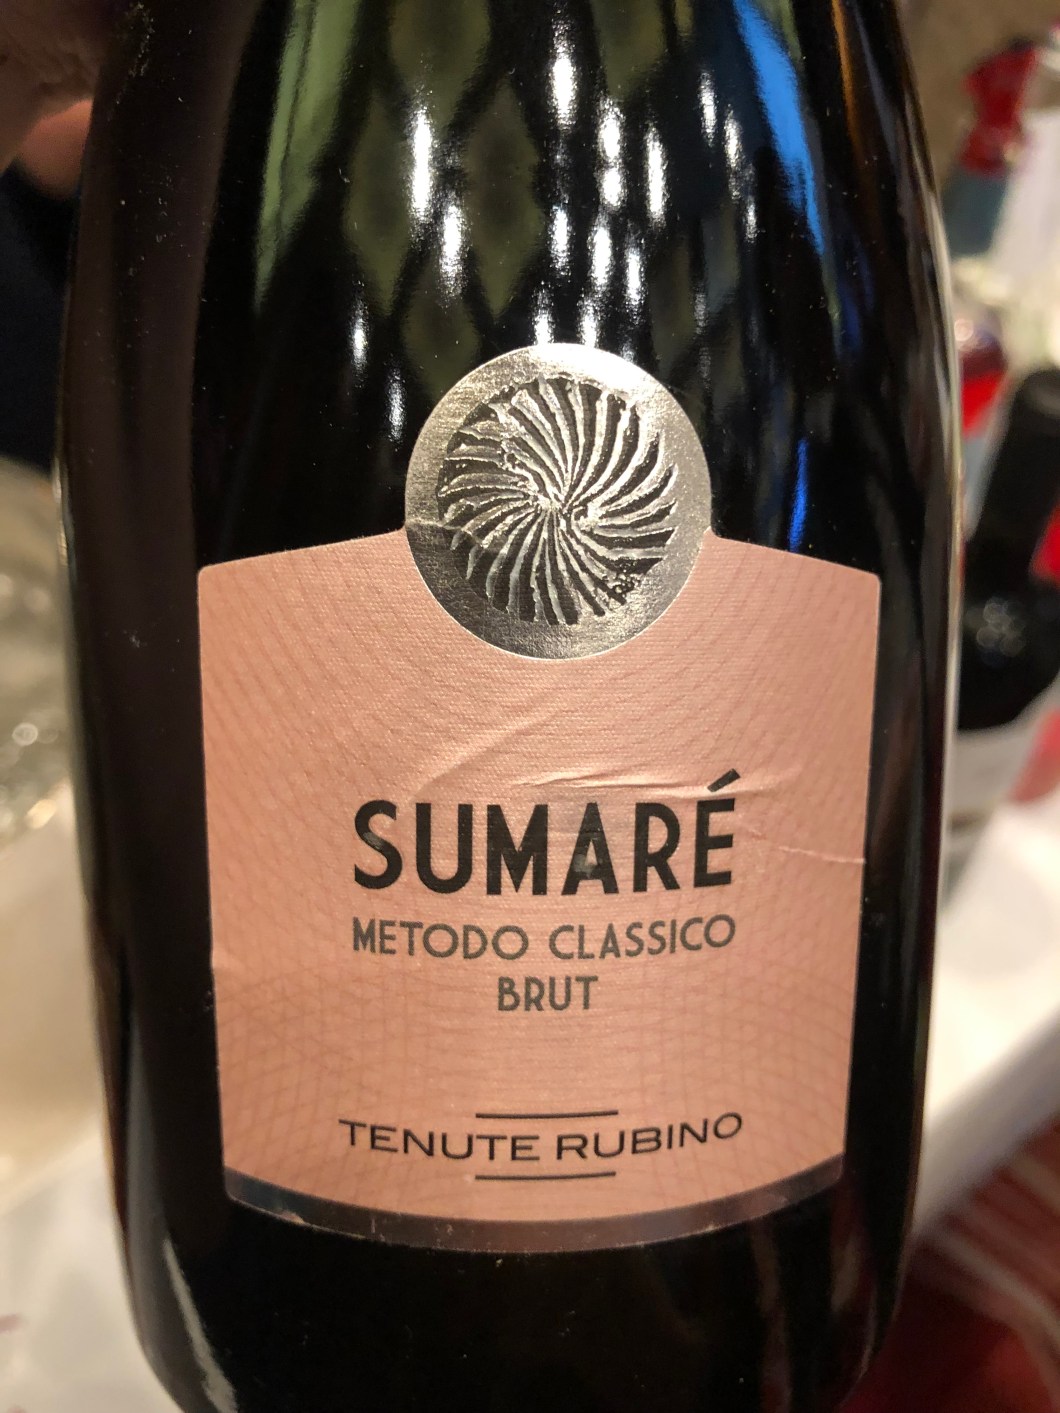 SUMARÉ
METODO CLASSICO
BRUT
TENUTE RUBINO